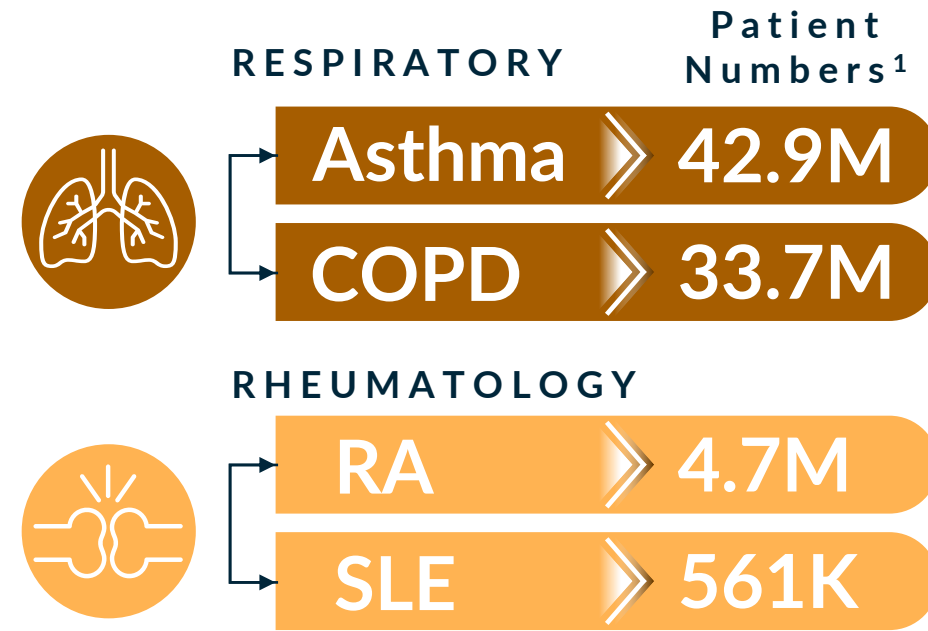 Patient
Numbers¹
RESPIRATORY
Asthma 42.9M
COPD 33.7M
RHEUMATOLOGY
RA 4.7M
SLE 561K